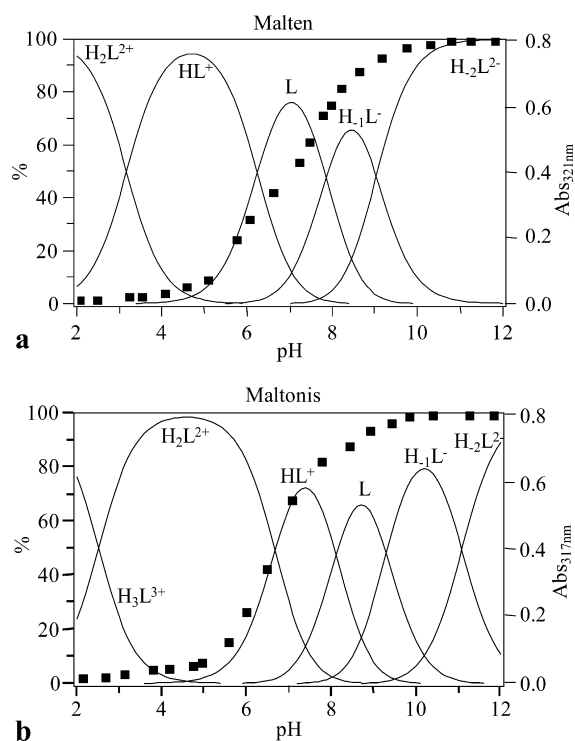 Malten
100
80
60
40
20
0
%
H₂L²⁺
HL⁺
L
H₋₁L⁻
H₋₂L²⁻
0.8
0.6
0.4
0.2
0.0
Abs₃₂₁nm
2
4
6
8
10
12
pH
a
Maltonis
100
80
60
40
20
0
%
H₂L²⁺
H₃L³⁺
HL⁺
L
H₋₁L⁻
H₋₂L²⁻
0.8
0.6
0.4
0.2
0.0
Abs₃₁₇nm
2
4
6
8
10
12
pH
b